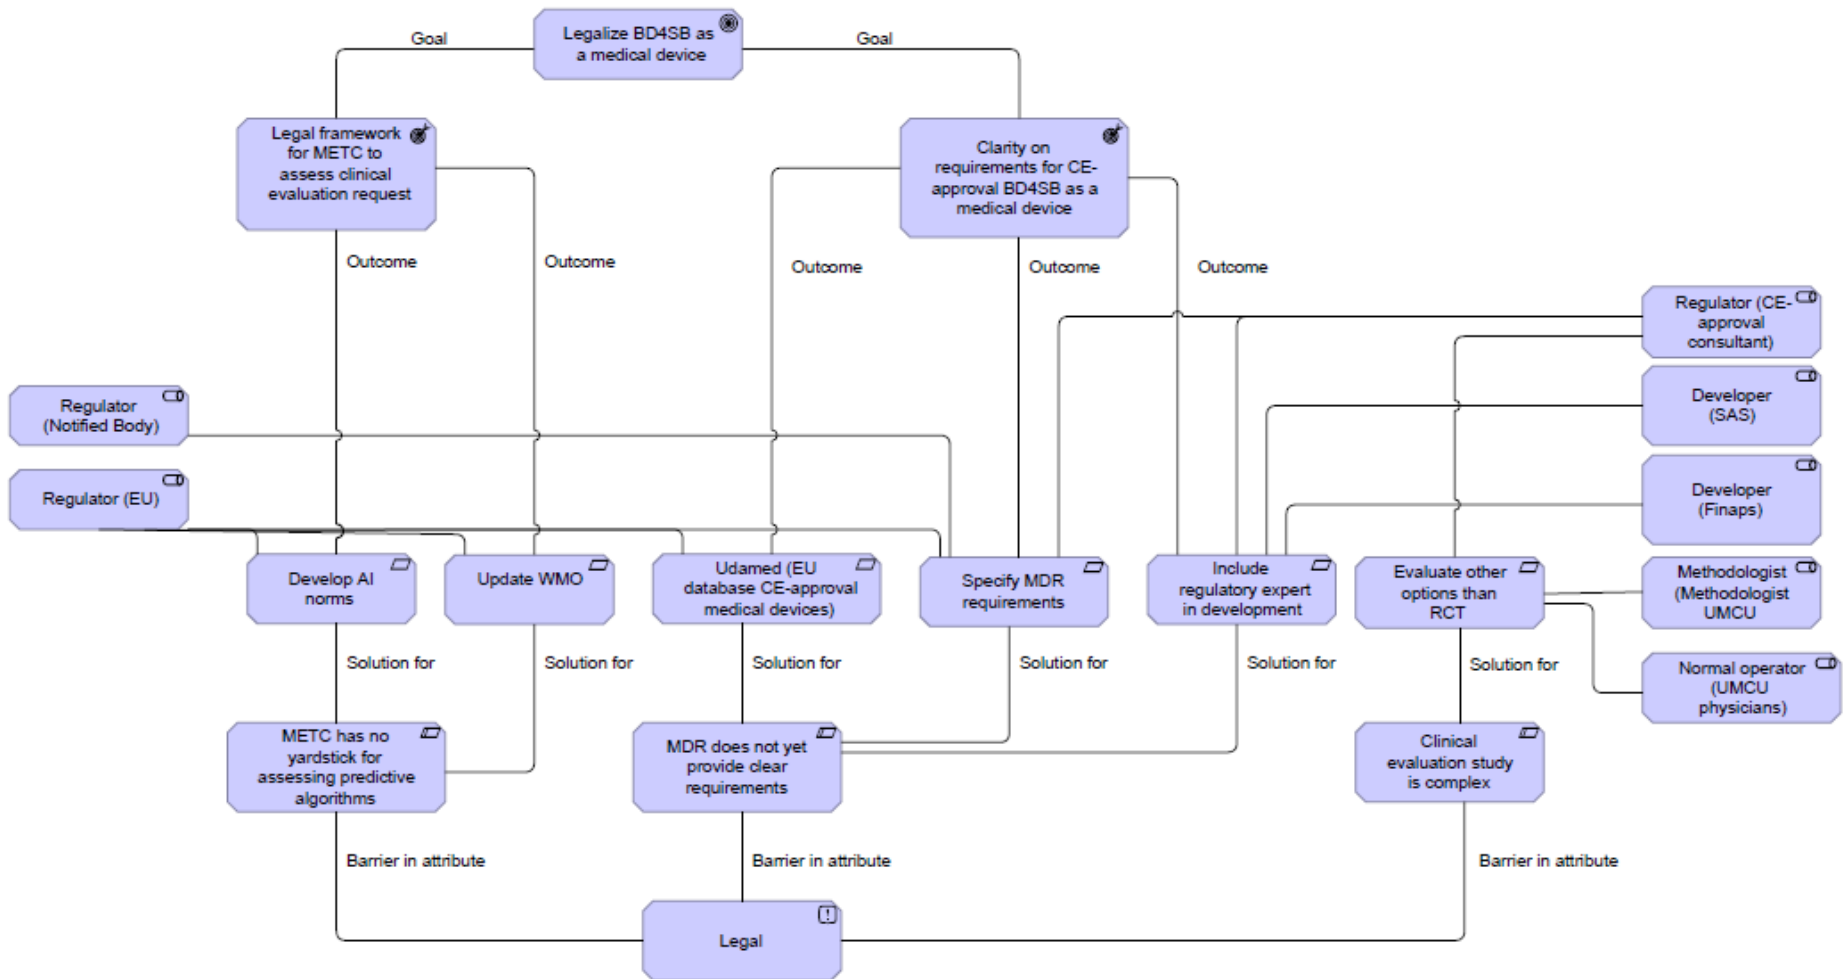 Legalize BD4SB as
a medical device
Goal
Goal
Legal framework
for METC to
assess clinical
evaluation request
Clarity on
requirements for CE-
approval BD4SB as a
medical device
Outcome
Outcome
Outcome
Outcome
Outcome
Regulator (CE-
approval
consultant)
Regulator
(Notified Body)
Developer
(SAS)
Regulator (EU)
Developer
(Finaps)
Develop AI
norms
Update WMO
Udamed (EU
database CE-approval
medical devices)
Specify MDR
requirements
Include
regulatory expert
in development
Evaluate other
options than
RCT
Methodologist
(Methodologist
UMCU
Solution for
Solution for
Solution for
Solution for
Solution for
Solution for
Normal operator
(UMCU
physicians)
METC has no
yardstick for
assessing predictive
algorithms
MDR does not yet
provide clear
requirements
Clinical
evaluation study
is complex
Barrier in attribute
Barrier in attribute
Barrier in attribute
Legal